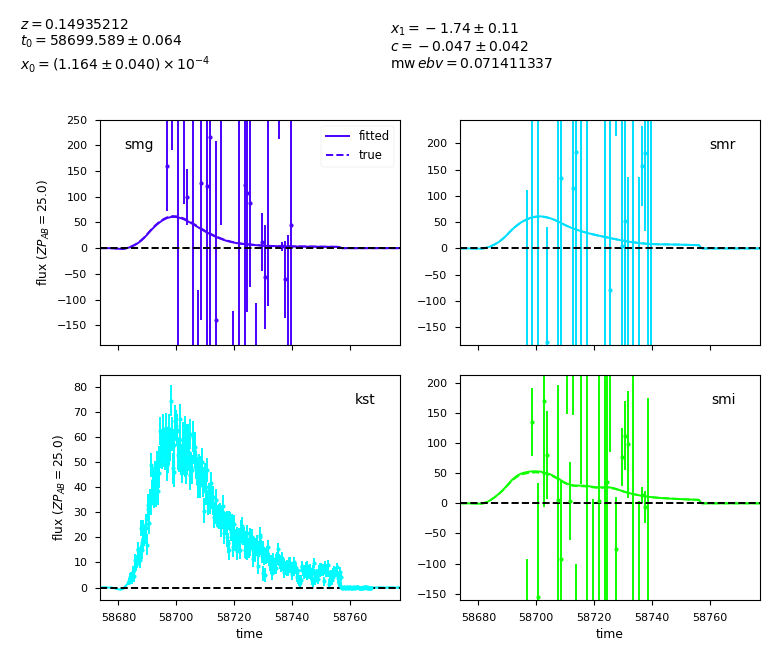 z = 0.14935212
t0 = 58699.589 ± 0.064
x0 = (1.164 ± 0.040) × 10^−4
x1 = −1.74 ± 0.11
c = −0.047 ± 0.042
mw ebv = 0.071411337
flux (ZP_AB = 25.0)
250
200
150
100
50
0
−50
−100
−150
smg
fitted
true
200
150
100
50
0
−50
−100
−150
smr
flux (ZP_AB = 25.0)
80
70
60
50
40
30
20
10
0
kst
58680 58700 58720 58740 58760
time
200
150
100
50
0
−50
−100
−150
smi
58680 58700 58720 58740 58760
time